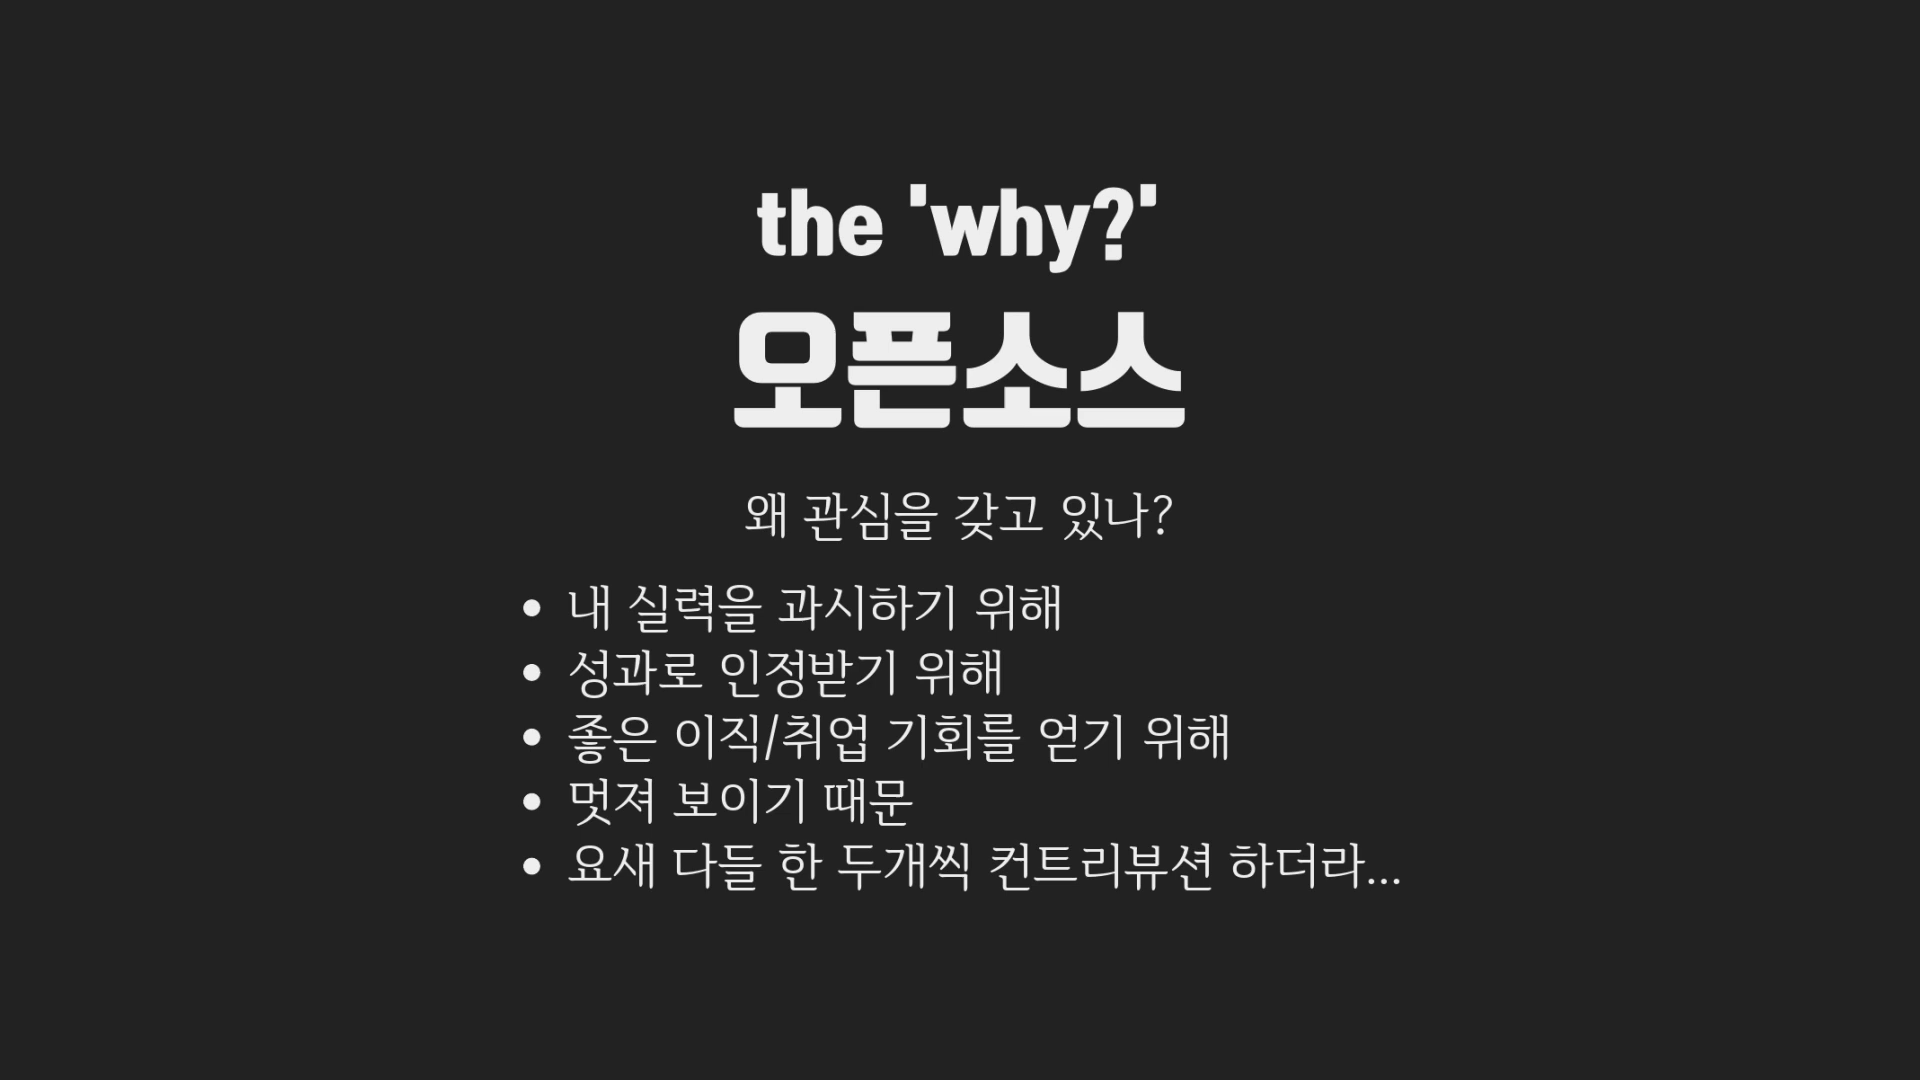 the 'why?'
오픈소스
왜 관심을 갖고 있나?
• 내 실력을 과시하기 위해
• 성과로 인정받기 위해
• 좋은 이직/취업 기회를 얻기 위해
• 멋져 보이기 때문
• 요새 다들 한 두개씩 컨트리뷰션 하더라...